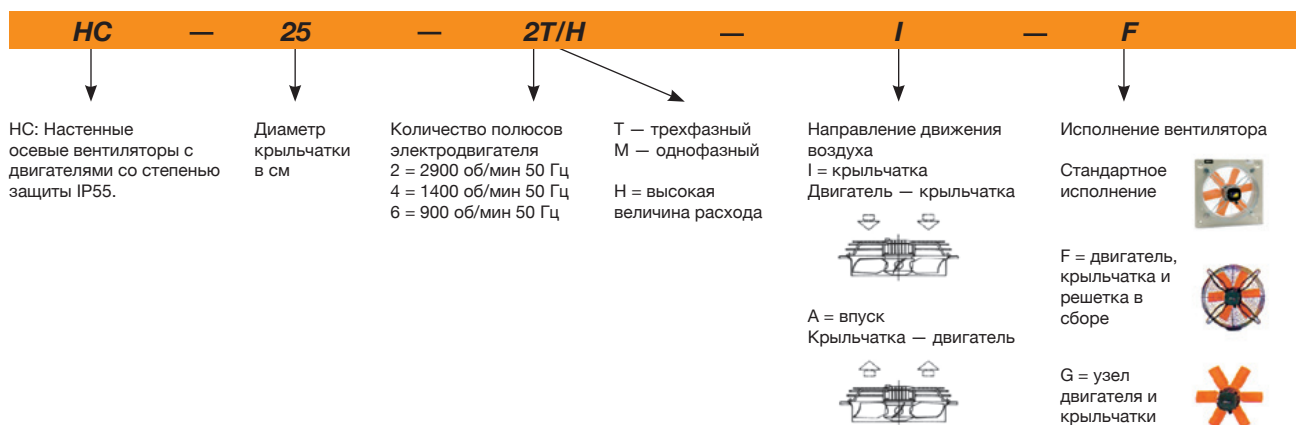 HC — 25 — 2T/H — I — F
HC: Настенные
осевые вентиляторы с
двигателями со степенью
защиты IP55.
Диаметр
крыльчатки
в см
Количество полюсов
электродвигателя
2 = 2900 об/мин 50 Гц
4 = 1400 об/мин 50 Гц
6 = 900 об/мин 50 Гц
Т — трехфазный
М — однофазный
Н = высокая
величина расхода
Направление движения
воздуха
I = крыльчатка
Двигатель — крыльчатка
А = впуск
Крыльчатка — двигатель
Исполнение вентилятора
Стандартное
исполнение
F = двигатель,
крыльчатка и
решетка в
сборе
G = узел
двигателя и
крыльчатки